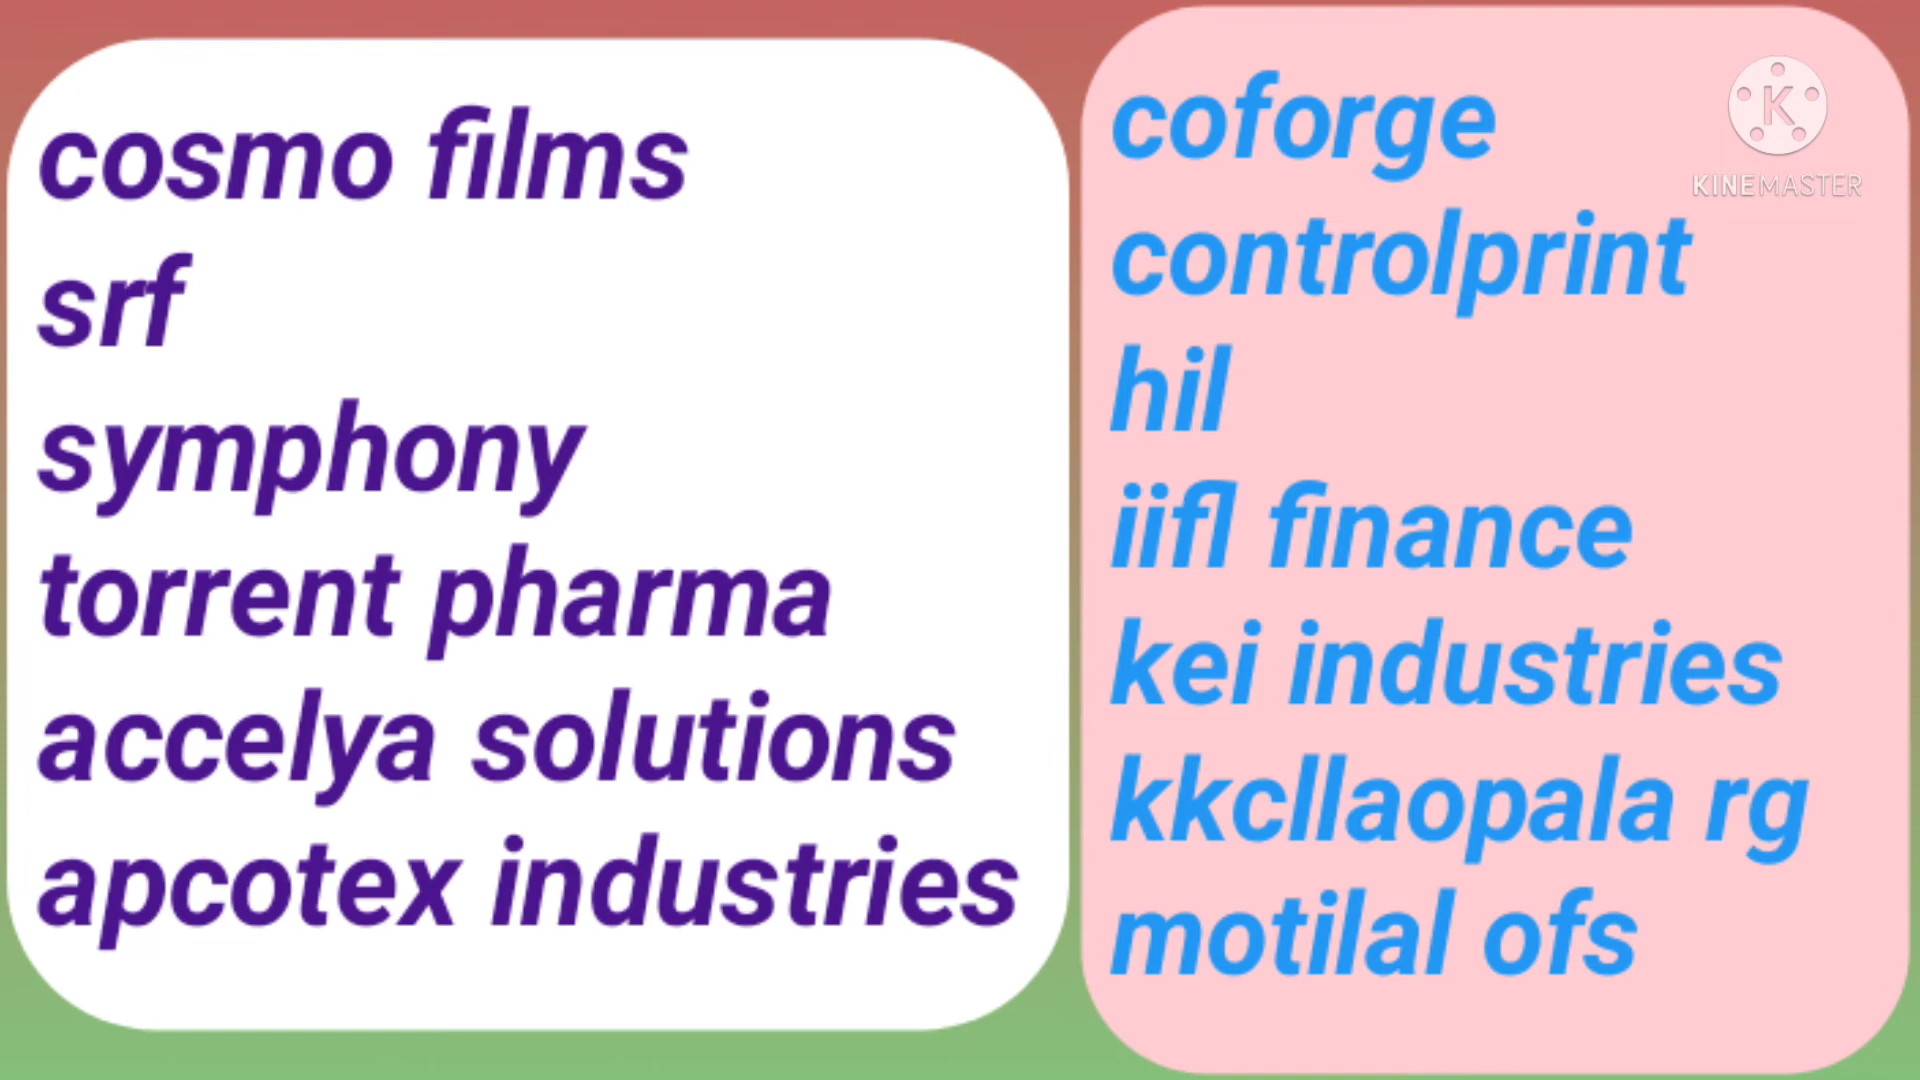 cosmo films
srf
symphony
torrent pharma
accelya solutions
apcotex industries
coforge
controlprint
hil
iifl finance
kei industries
kkcllaopala rg
motilal ofs
K
KINEMASTER